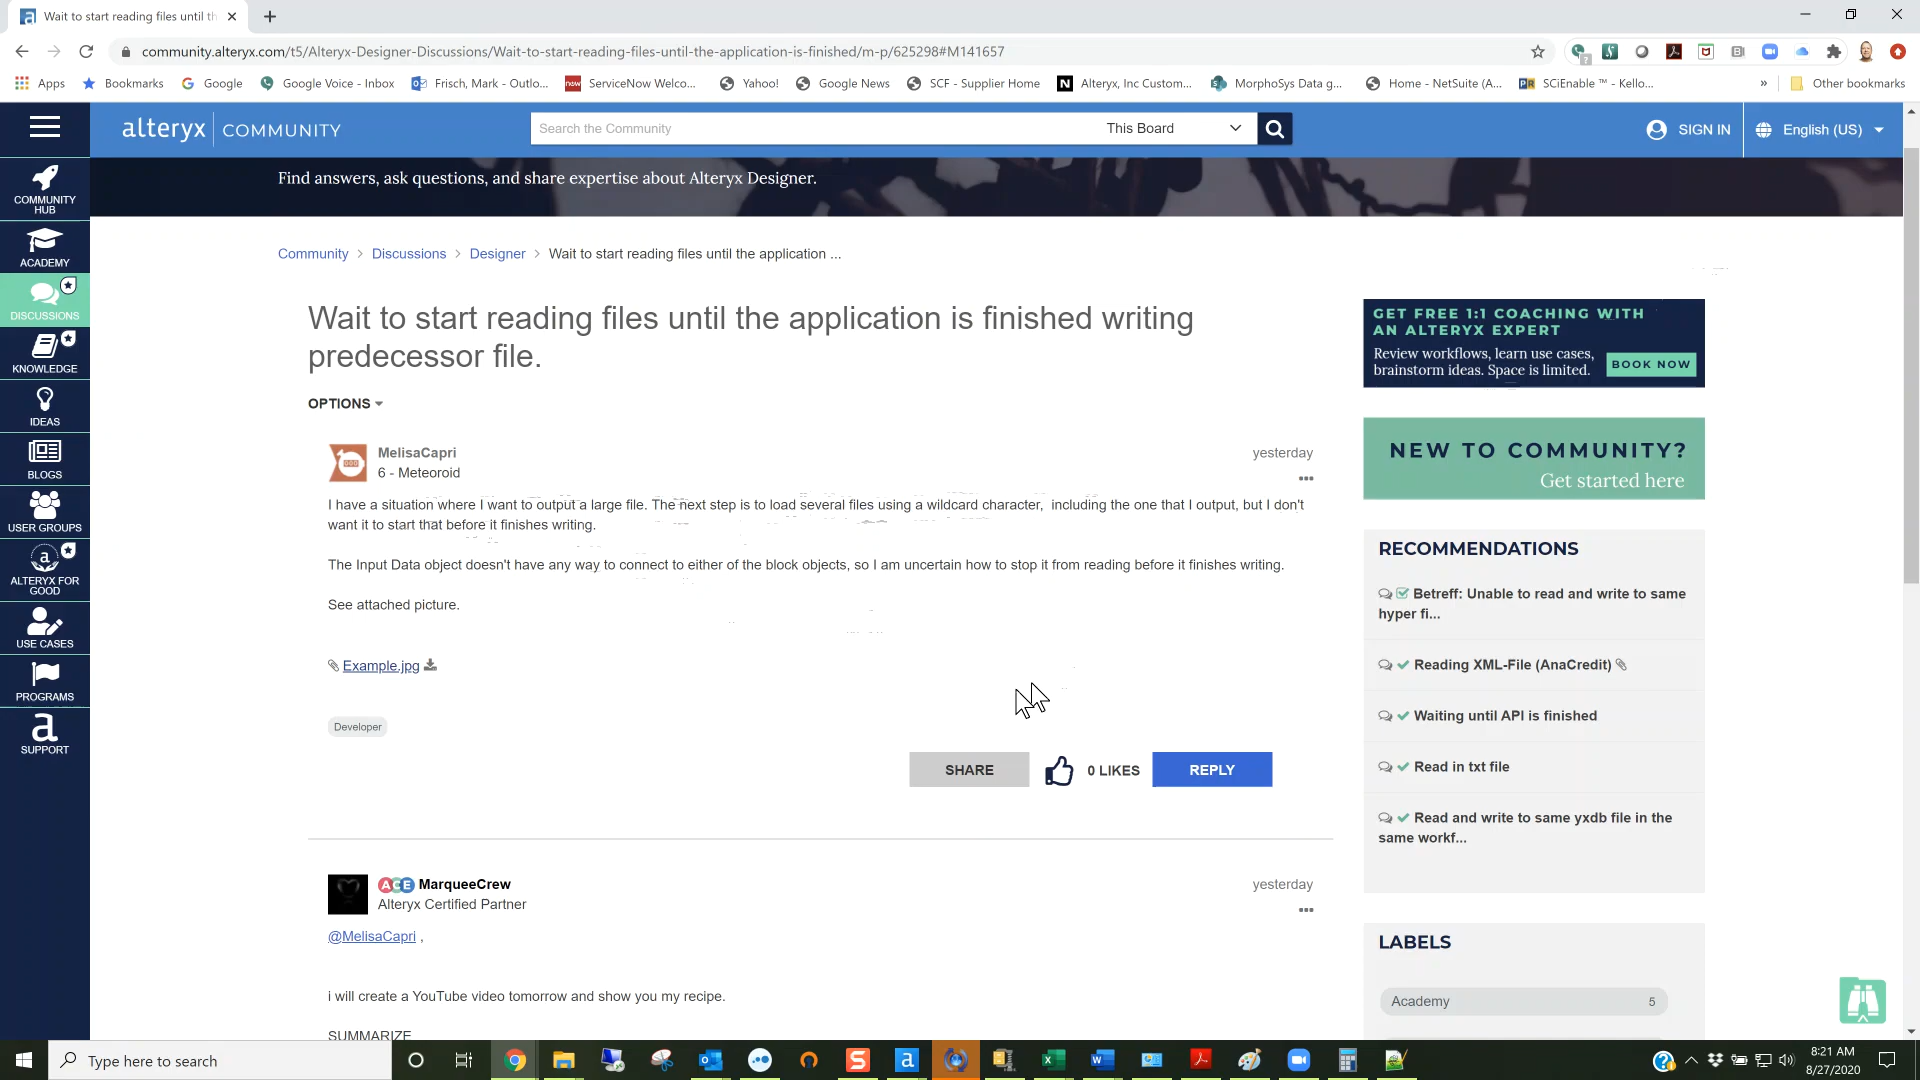 Wait to start reading files until th
community.alteryx.com/t5/Alteryx-Designer-Discussions/Wait-to-start-reading-files-until-the-application-is-finished/m-p/625298#M141657
Apps Bookmarks Google Google Voice - Inbox Frisch, Mark - Outlo... ServiceNow Welco... Yahoo! Google News SCF - Supplier Home Alteryx, Inc Custom... MorphoSys Data g... Home - NetSuite (A... SCiEnable ™ - Kello... » Other bookmarks
alteryx COMMUNITY Search the Community This Board SIGN IN English (US)
Find answers, ask questions, and share expertise about Alteryx Designer.
COMMUNITY
HUB
ACADEMY
DISCUSSIONS
KNOWLEDGE
IDEAS
BLOGS
USER GROUPS
ALTERYX FOR
GOOD
USE CASES
PROGRAMS
SUPPORT
Community > Discussions > Designer > Wait to start reading files until the application ...
Wait to start reading files until the application is finished writing
predecessor file.
OPTIONS
MelisaCapri yesterday
6 - Meteoroid
I have a situation where I want to output a large file. The next step is to load several files using a wildcard character, including the one that I output, but I don't
want it to start that before it finishes writing.
The Input Data object doesn't have any way to connect to either of the block objects, so I am uncertain how to stop it from reading before it finishes writing.
See attached picture.
Example.jpg
Developer
SHARE 0 LIKES REPLY
ACE MarqueeCrew yesterday
Alteryx Certified Partner
@MelisaCapri ,
i will create a YouTube video tomorrow and show you my recipe.
SUMMARIZE
GET FREE 1:1 COACHING WITH
AN ALTERYX EXPERT
Review workflows, learn use cases,
brainstorm ideas. Space is limited.
BOOK NOW
NEW TO COMMUNITY?
Get started here
RECOMMENDATIONS
Betreff: Unable to read and write to same
hyper fi...
Reading XML-File (AnaCredit)
Waiting until API is finished
Read in txt file
Read and write to same yxdb file in the
same workf...
LABELS
Academy 5
Type here to search
8:21 AM
8/27/2020